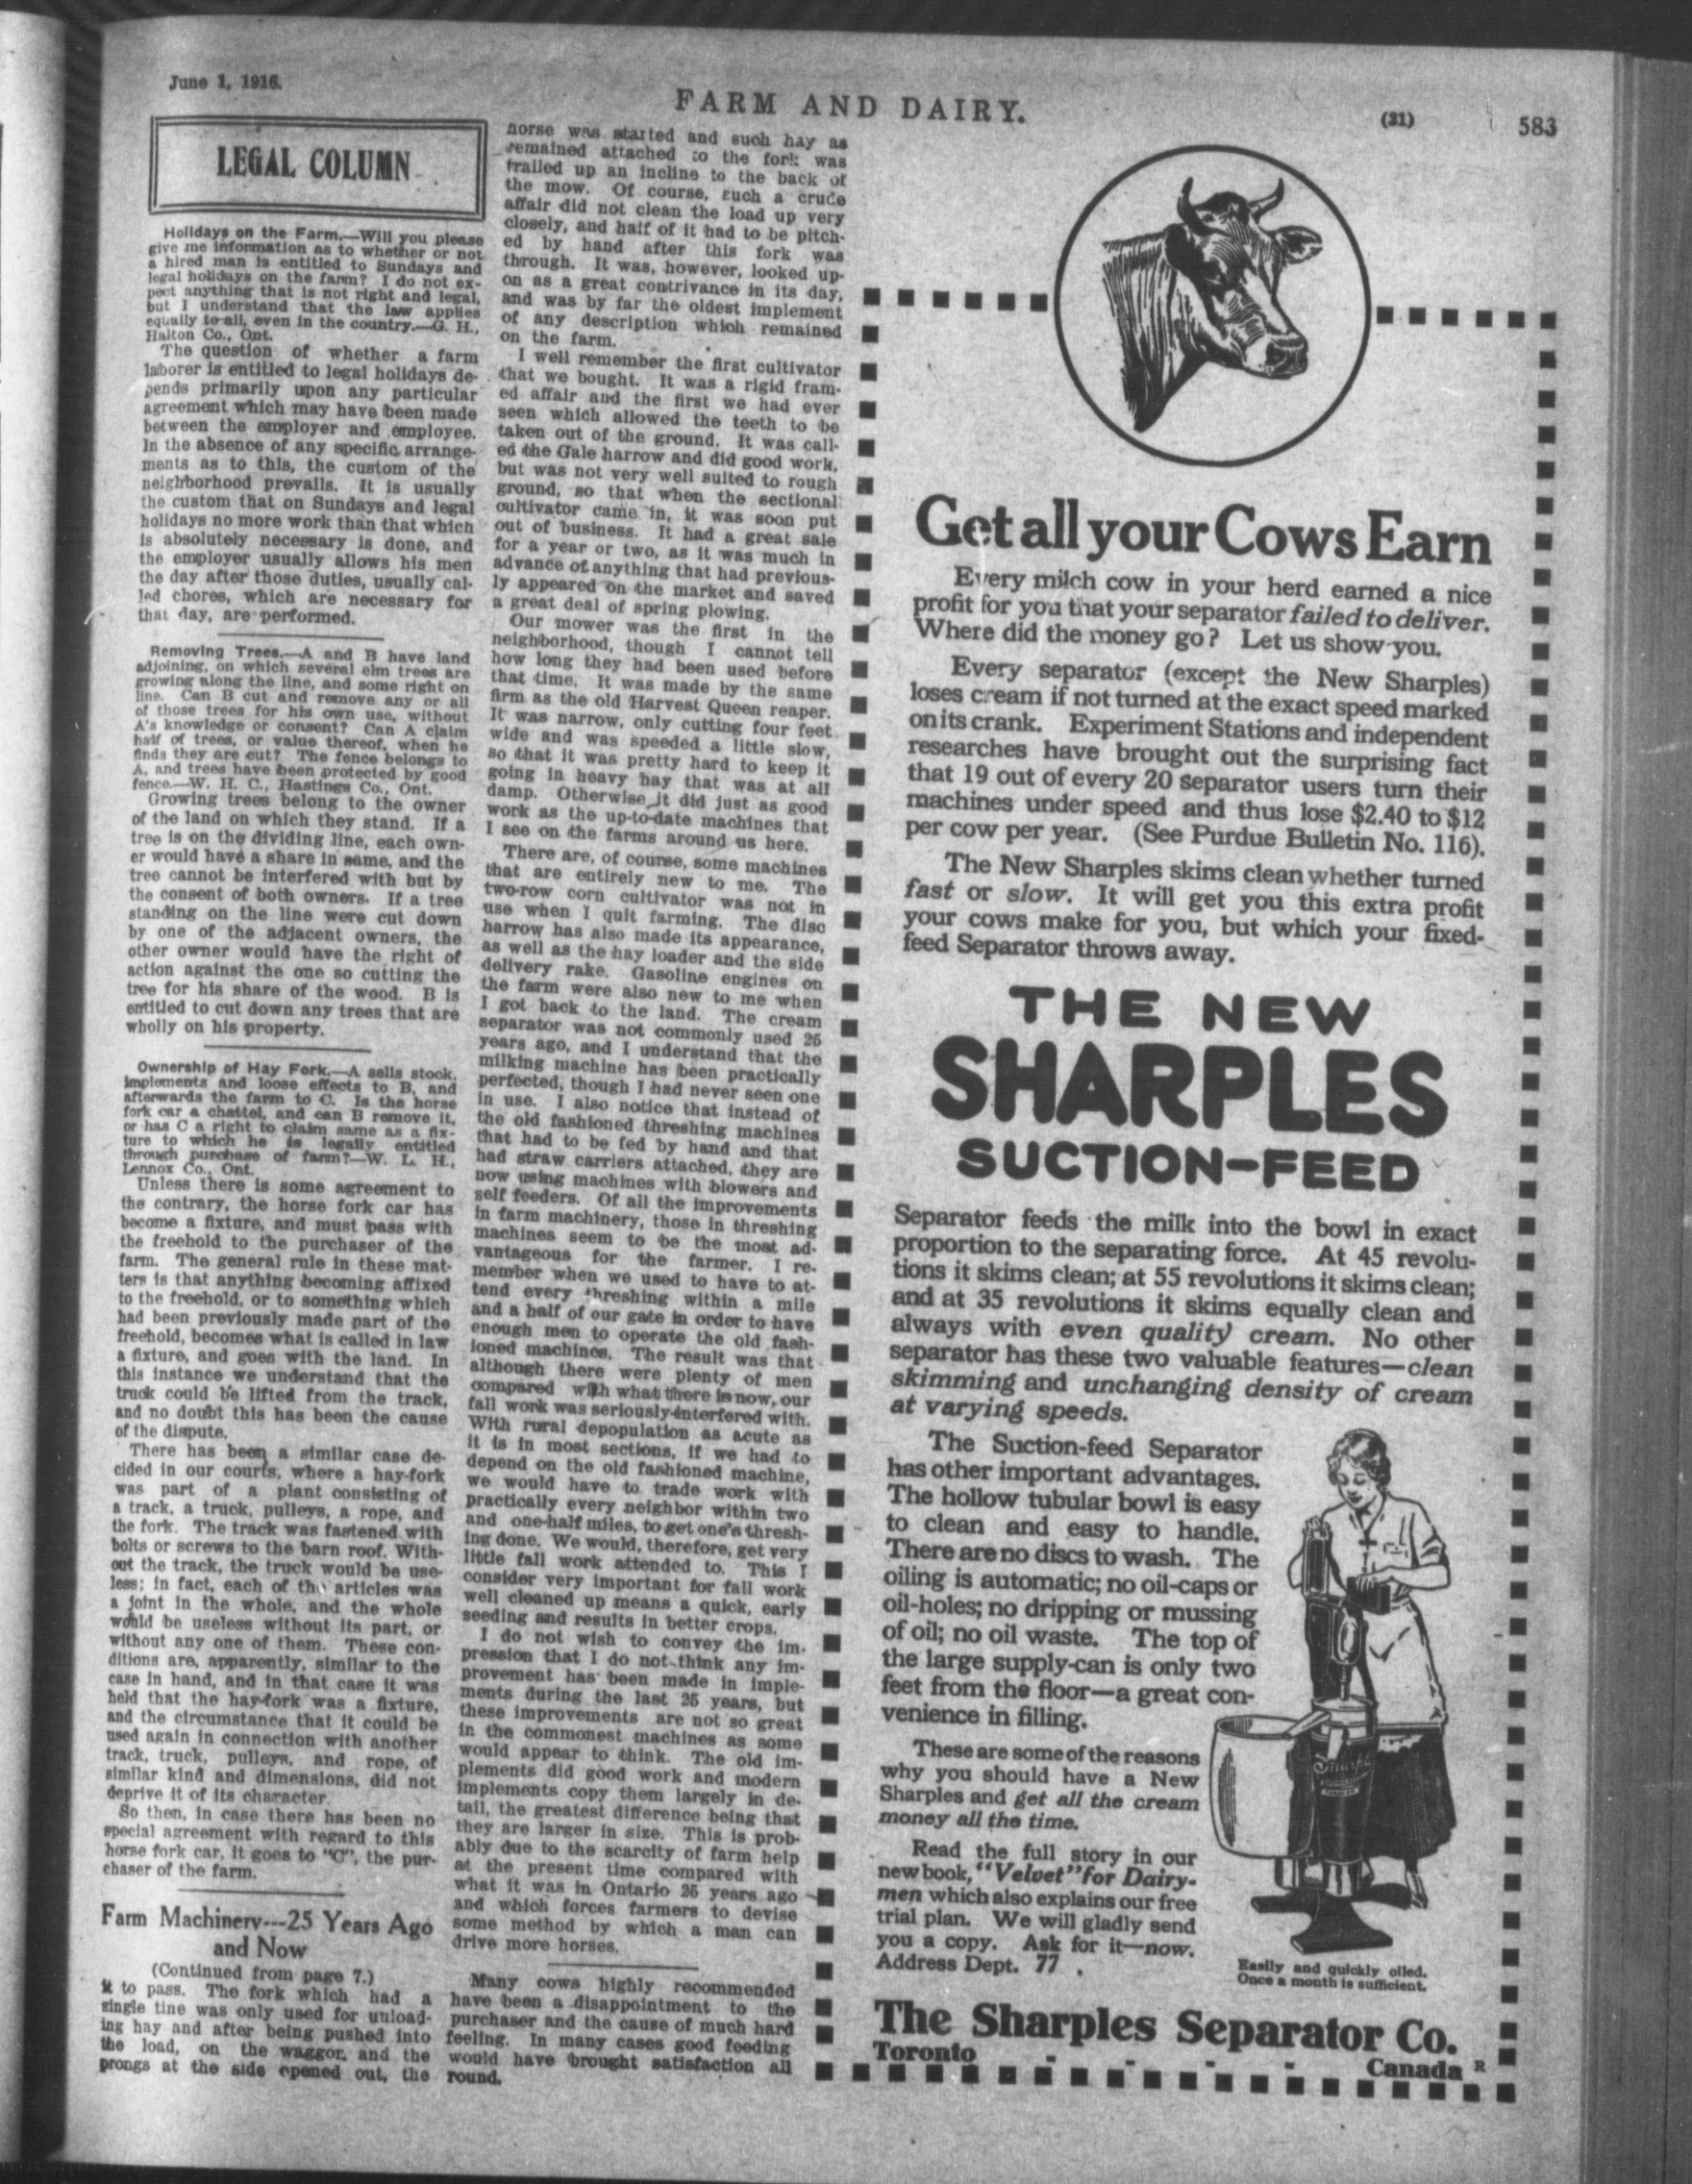 June 1, 1916.
FARM AND DAIRY.
(31)
583
LEGAL COLUMN
Holidays on the Farm.—Will you please
give me information as to whether or not
a hired man is entitled to Sundays and
legal holidays on the farm? I do not ex-
pect anything that is not right and legal,
but I understand that the law applies
equally to all, even in the country.—G. H.,
Halton Co., Ont.
The question of whether a farm
laborer is entitled to legal holidays de-
pends primarily upon any particular
agreement which may have been made
between the employer and employee.
In the absence of any specific arrange-
ments as to this, the custom of the
neighborhood prevails. It is usually
the custom that on Sundays and legal
holidays no more work than that which
is absolutely necessary is done, and
the employer usually allows his men
the day after those duties, usually cal-
led chores, which are necessary for
that day, are performed.
Removing Trees.—A and B have land
adjoining, on which several elm trees are
growing along the line, and some right on
line. Can B cut and remove any or all
of those trees for his own use, without
A's knowledge or consent? Can A claim
half of trees, or value thereof, when he
finds they are cut? The fence belongs to
A, and trees have been protected by good
fence.—W. H. C., Hastings Co., Ont.
Growing trees belong to the owner
of the land on which they stand. If a
tree is on the dividing line, each own-
er would have a share in same, and the
tree cannot be interfered with but by
the consent of both owners. If a tree
standing on the line were cut down
by one of the adjacent owners, the
other owner would have the right of
action against the one so cutting the
tree for his share of the wood. B is
entitled to cut down any trees that are
wholly on his property.
Ownership of Hay Fork.—A sells stock,
implements and loose effects to B, and
afterwards the farm to C. Is the horse
fork car a chattel, and can B remove it,
or has C a right to claim same as a fix-
ture to which he is legally entitled
through purchase of farm?—W. L. H.,
Lennox Co., Ont.
Unless there is some agreement to
the contrary, the horse fork car has
become a fixture, and must pass with
the freehold to the purchaser of the
farm. The general rule in these mat-
ters is that anything becoming affixed
to the freehold, or to something which
had been previously made part of the
freehold, becomes what is called in law
a fixture, and goes with the land. In
this instance we understand that the
truck could be lifted from the track,
and no doubt this has been the cause
of the dispute.
There has been a similar case de-
cided in our courts, where a hay-fork
was part of a plant consisting of
a track, a truck, pulleys, a rope, and
the fork. The track was fastened with
bolts or screws to the barn roof. With-
out the track, the truck would be use-
less; in fact, each of the articles was
a joint in the whole, and the whole
would be useless without its part, or
without any one of them. These con-
ditions are, apparently, similar to the
case in hand, and in that case it was
held that the hay-fork was a fixture,
and the circumstance that it could be
used again in connection with another
track, truck, pulleys, and rope, of
similar kind and dimensions, did not
deprive it of its character.
So then, in case there has been no
special agreement with regard to this
horse fork car, it goes to "C", the pur-
chaser of the farm.
Farm Machinery---25 Years Ago
and Now
(Continued from page 7.)
it to pass. The fork which had a
single tine was only used for unload-
ing hay and after being pushed into
the load, on the waggon, and the
prongs at the side opened out, the
horse was started and such hay as
remained attached to the fork was
trailed up an incline to the back of
the mow. Of course, such a crude
affair did not clean the load up very
closely, and half of it had to be pitch-
ed by hand after this fork was
through. It was, however, looked up-
on as a great contrivance in its day,
and was by far the oldest implement
of any description which remained
on the farm.
I well remember the first cultivator
that we bought. It was a rigid fram-
ed affair and the first we had ever
seen which allowed the teeth to be
taken out of the ground. It was call-
ed the Gale harrow and did good work,
but was not very well suited to rough
ground, so that when the sectional
cultivator came in, it was soon put
out of business. It had a great sale
for a year or two, as it was much in
advance of anything that had previous-
ly appeared on the market and saved
a great deal of spring plowing.
Our mower was the first in the
neighborhood, though I cannot tell
how long they had been used before
that time. It was made by the same
firm as the old Harvest Queen reaper.
It was narrow, only cutting four feet
wide and was speeded a little slow,
so that it was pretty hard to keep it
going in heavy hay that was at all
damp. Otherwise it did just as good
work as the up-to-date machines that
I see on the farms around us here.
There are, of course, some machines
that are entirely new to me. The
two-row corn cultivator was not in
use when I quit farming. The disc
harrow has also made its appearance,
as well as the hay loader and the side
delivery rake. Gasoline engines on
the farm were also new to me when
I got back to the land. The cream
separator was not commonly used 25
years ago, and I understand that the
milking machine has been practically
perfected, though I had never seen one
in use. I also notice that instead of
the old fashioned threshing machines
that had to be fed by hand and that
had straw carriers attached, they are
now using machines with blowers and
self feeders. Of all the improvements
in farm machinery, those in threshing
machines seem to be the most ad-
vantageous for the farmer. I re-
member when we used to have to at-
tend every threshing within a mile
and a half of our gate in order to have
enough men to operate the old fash-
ioned machines. The result was that
although there were plenty of men
compared with what there is now, our
fall work was seriously interfered with.
With rural depopulation as acute as
it is in most sections, if we had to
depend on the old fashioned machine,
we would have to trade work with
practically every neighbor within two
and one-half miles, to get one's thresh-
ing done. We would, therefore, get very
little fall work attended to. This I
consider very important for fall work
well cleaned up means a quick, early
seeding and results in better crops.
I do not wish to convey the im-
pression that I do not think any im-
provement has been made in imple-
ments during the last 25 years, but
these improvements are not so great
in the commonest machines as some
would appear to think. The old im-
plements did good work and modern
implements copy them largely in de-
tail, the greatest difference being that
they are larger in size. This is prob-
ably due to the scarcity of farm help
at the present time compared with
what it was in Ontario 25 years ago
and which forces farmers to devise
some method by which a man can
drive more horses.
Many cows highly recommended
have been a disappointment to the
purchaser and the cause of much hard
feeling. In many cases good feeding
would have brought satisfaction all
round.
Get all your Cows Earn
Every milch cow in your herd earned a nice
profit for you that your separator failed to deliver.
Where did the money go? Let us show you.
Every separator (except the New Sharples)
loses cream if not turned at the exact speed marked
on its crank. Experiment Stations and independent
researches have brought out the surprising fact
that 19 out of every 20 separator users turn their
machines under speed and thus lose $2.40 to $12
per cow per year. (See Purdue Bulletin No. 116).
The New Sharples skims clean whether turned
fast or slow. It will get you this extra profit
your cows make for you, but which your fixed-
feed Separator throws away.
THE NEW
SHARPLES
SUCTION-FEED
Separator feeds the milk into the bowl in exact
proportion to the separating force. At 45 revolu-
tions it skims clean; at 55 revolutions it skims clean;
and at 35 revolutions it skims equally clean and
always with even quality cream. No other
separator has these two valuable features—clean
skimming and unchanging density of cream
at varying speeds.
The Suction-feed Separator
has other important advantages.
The hollow tubular bowl is easy
to clean and easy to handle.
There are no discs to wash. The
oiling is automatic; no oil-caps or
oil-holes; no dripping or mussing
of oil; no oil waste. The top of
the large supply-can is only two
feet from the floor—a great con-
venience in filling.
These are some of the reasons
why you should have a New
Sharples and get all the cream
money all the time.
Read the full story in our
new book, "Velvet" for Dairy-
men which also explains our free
trial plan. We will gladly send
you a copy. Ask for it—now.
Address Dept. 77.
Easily and quickly oiled.
Once a month is sufficient.
The Sharples Separator Co.
Toronto - - - - Canada R